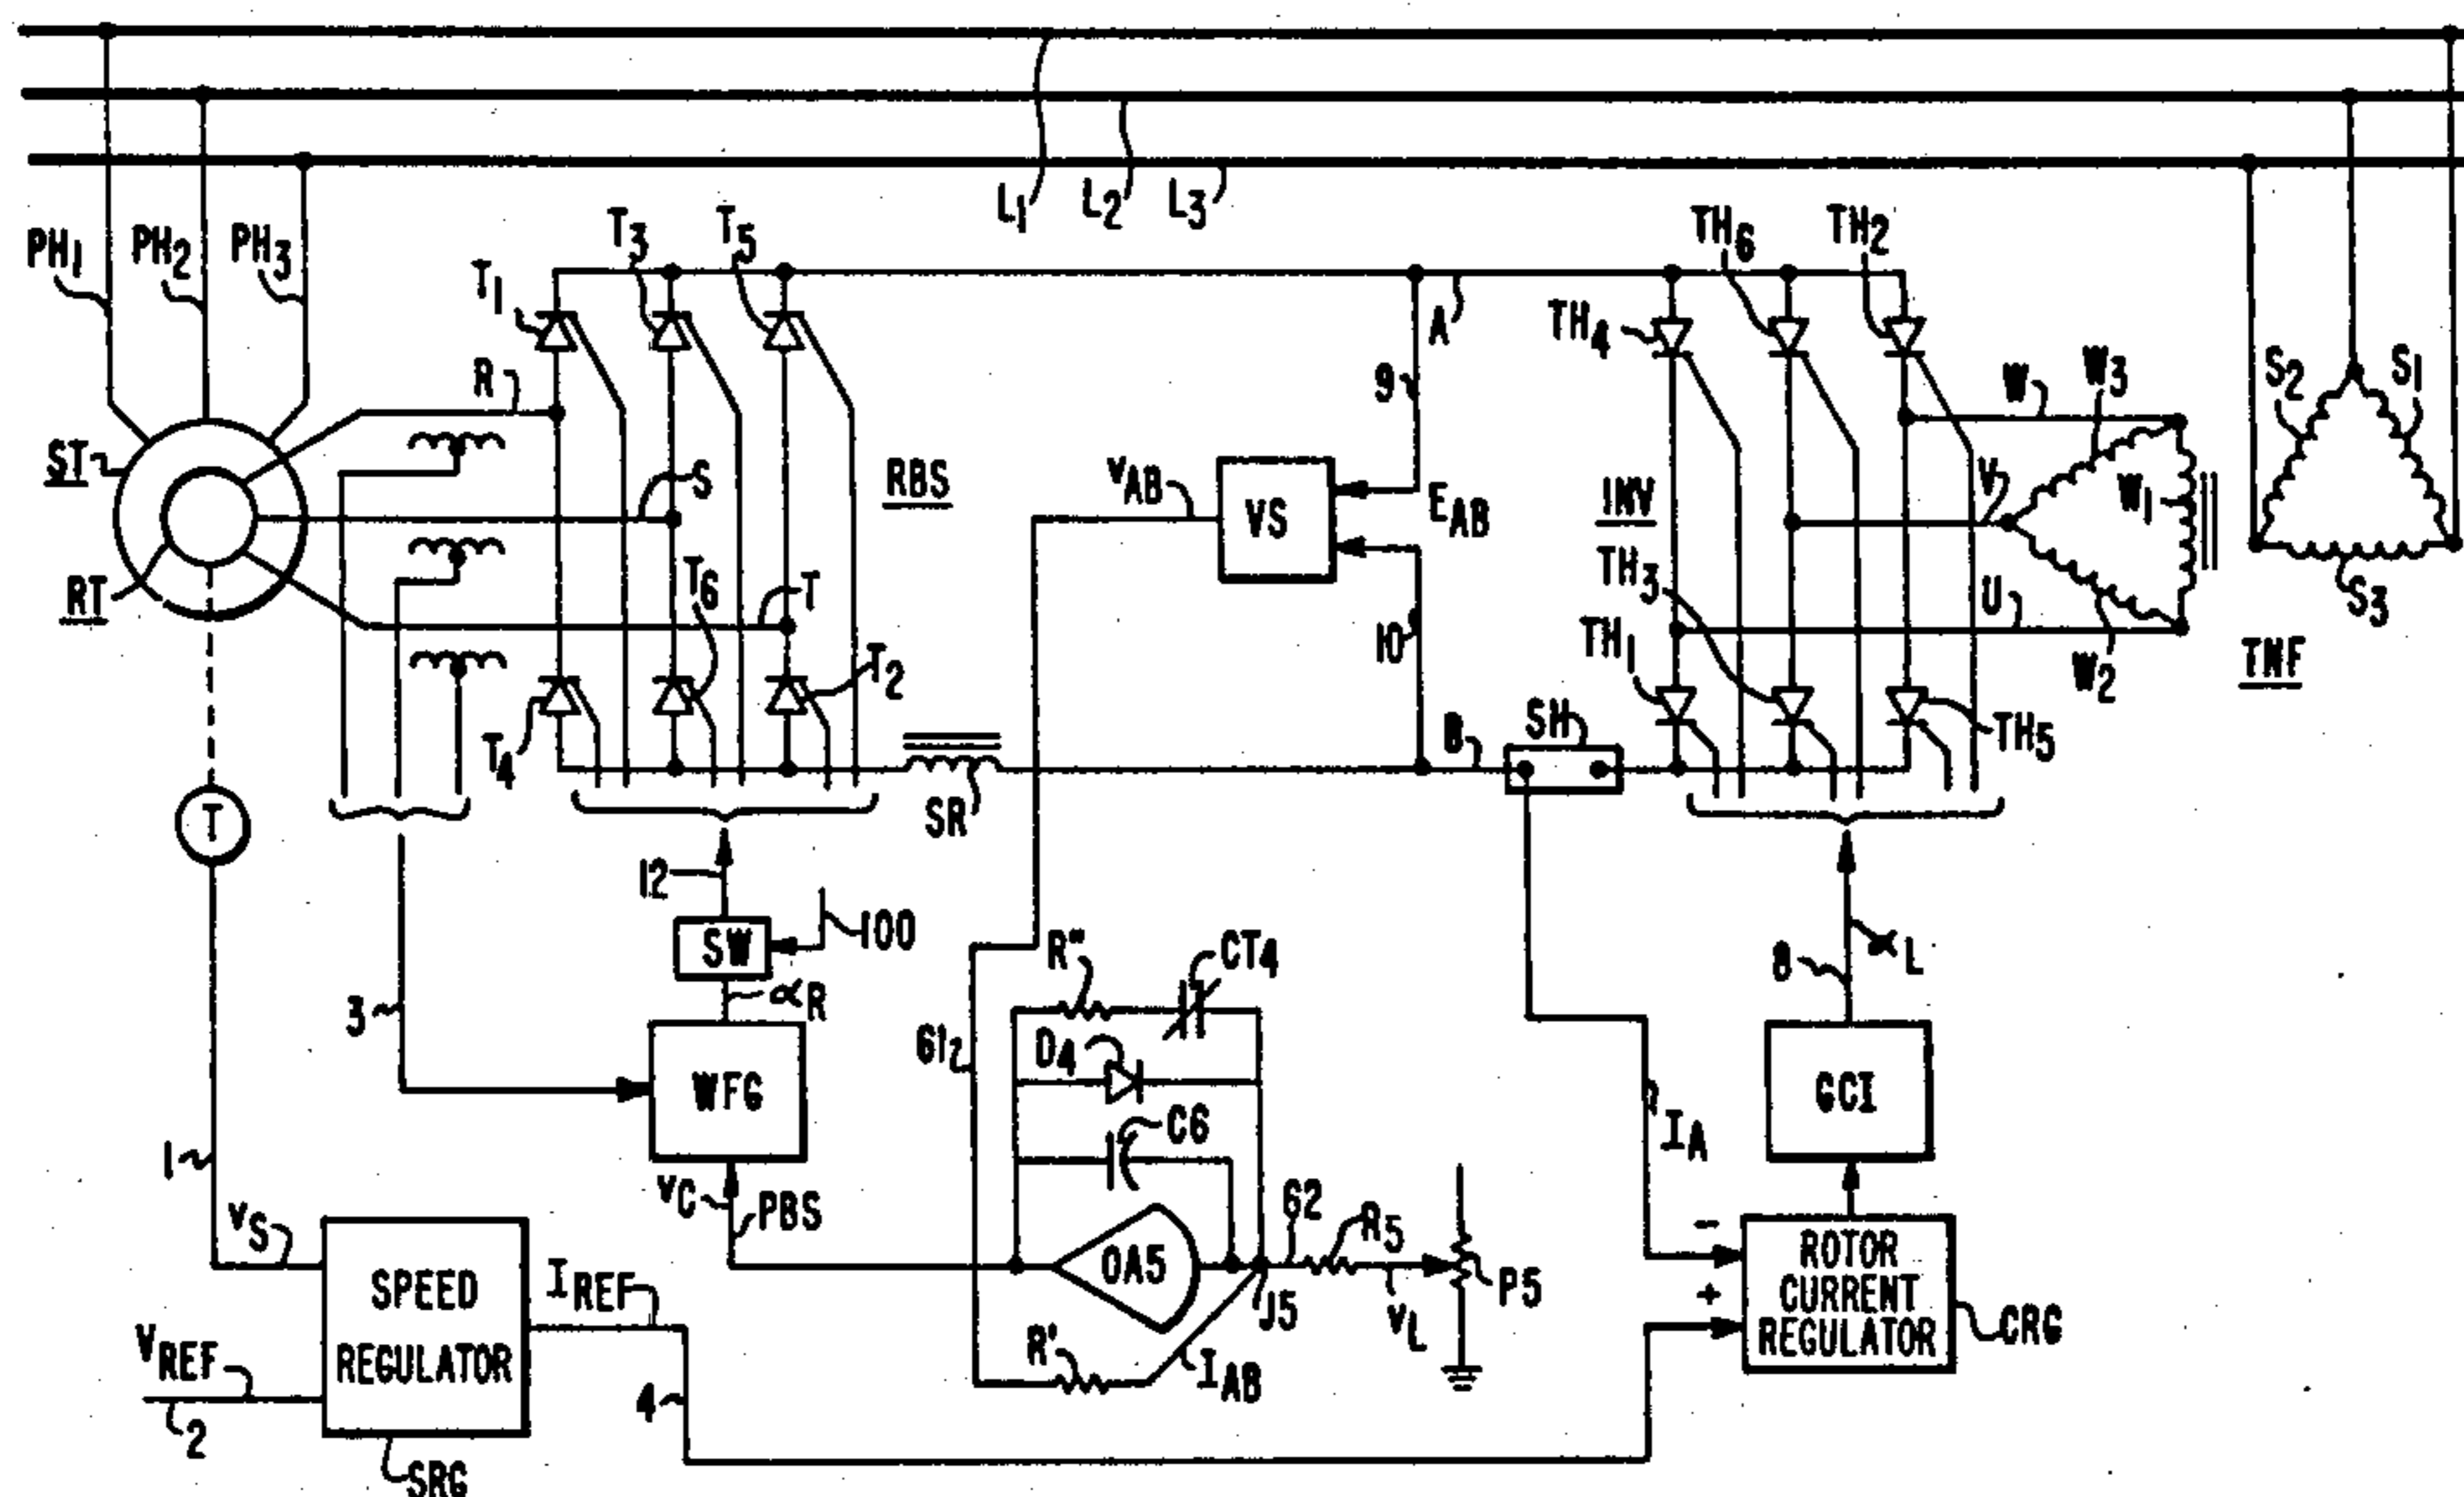 L1
L2
L3
PH1
PH2
PH3
T1
T3
T5
TH6
TH2
TH4
A
R
9
ST
S
RBS
VAB
VS
EAB
INV
W
W3
V
W1
S2
S1
S3
RT
T6
T
T2
10
TH3
TH1
U
W2
TNF
T4
SR
B
SH
TH5
T
12
SW
100
αR
3
WFG
VC
PBS
R"
CT4
61
D4
C6
OA5
62
R5
J5
VL
P5
R'
IAB
8
αL
GCI
IA
1
VS
SPEED
REGULATOR
IREF
VREF
2
SRG
4
-
+
ROTOR
CURRENT
REGULATOR
CRG